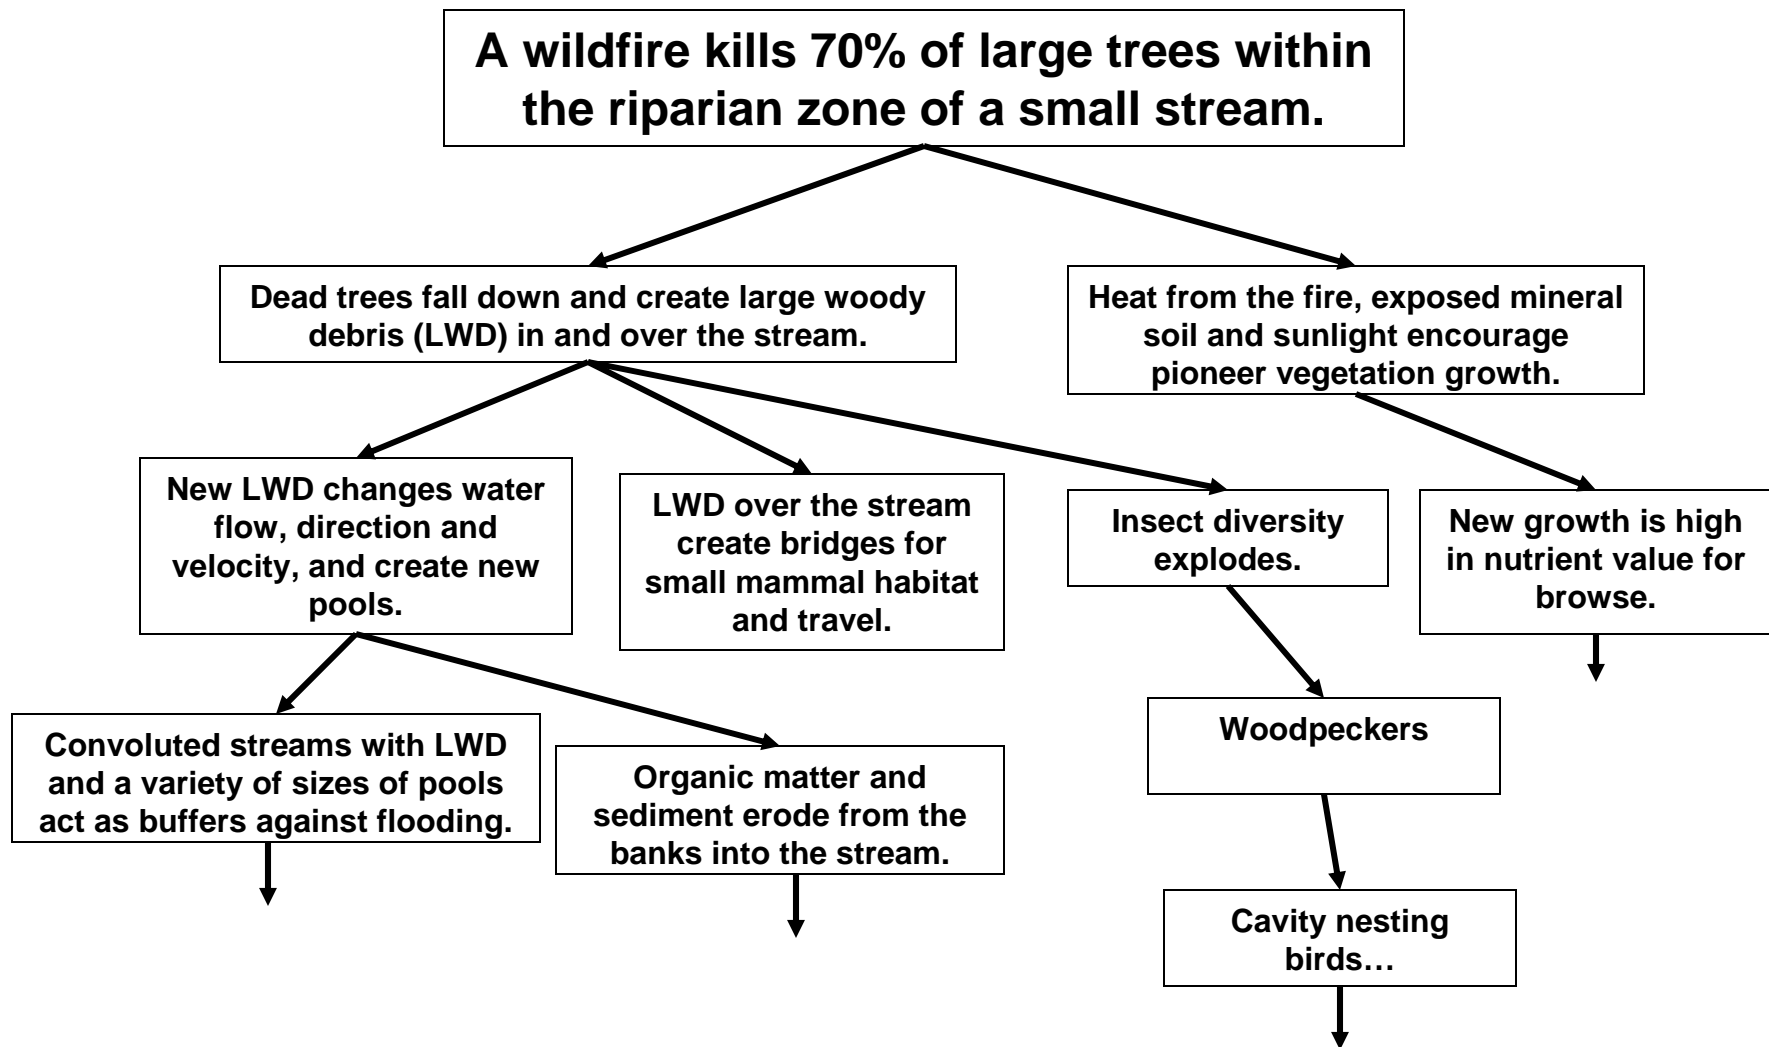 A wildfire kills 70% of large trees within
the riparian zone of a small stream.
Dead trees fall down and create large woody
debris (LWD) in and over the stream.
Heat from the fire, exposed mineral
soil and sunlight encourage
pioneer vegetation growth.
New LWD changes water
flow, direction and
velocity, and create new
pools.
LWD over the stream
create bridges for
small mammal habitat
and travel.
Insect diversity
explodes.
New growth is high
in nutrient value for
browse.
Convoluted streams with LWD
and a variety of sizes of pools
act as buffers against flooding.
Organic matter and
sediment erode from the
banks into the stream.
Woodpeckers
Cavity nesting
birds…